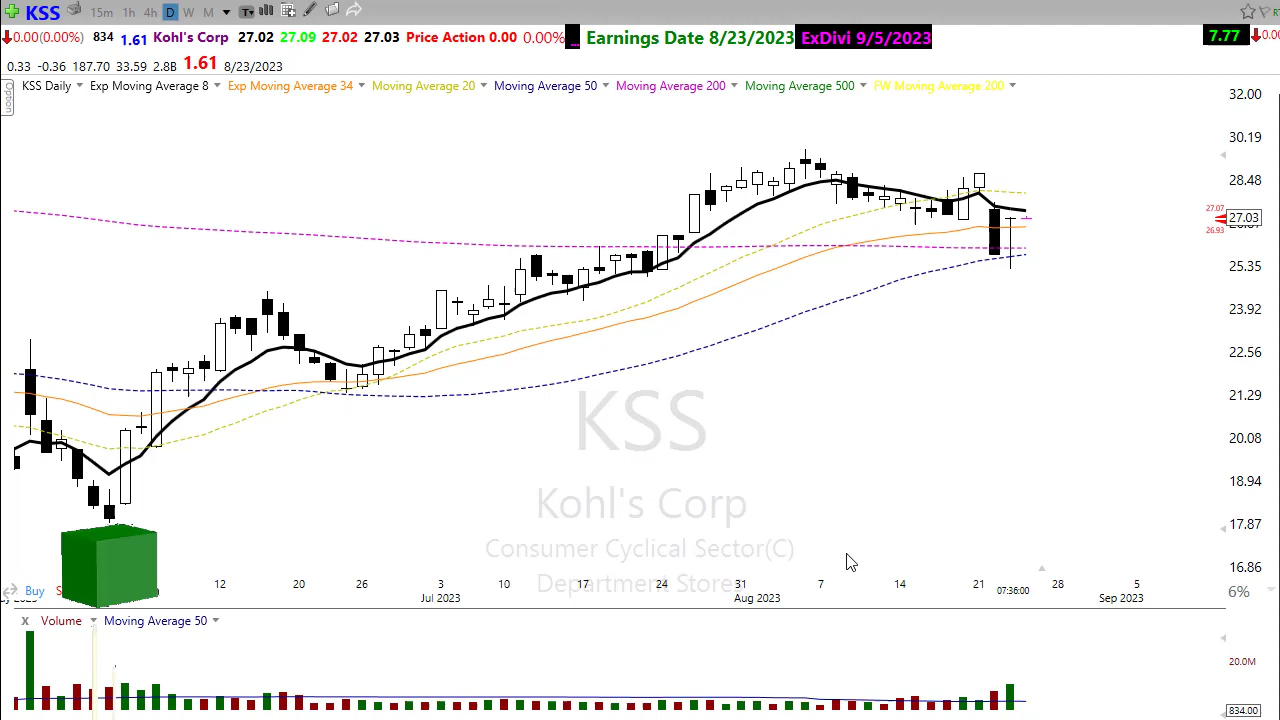 KSS 15m 1h 4h D W M T
0.00(0.00%) 834 1.61 Kohl's Corp 27.02 27.09 27.02 27.03 Price Action 0.00 0.00% ... Earnings Date 8/23/2023 ExDivi 9/5/2023 7.77
0.33 -0.36 187.70 33.59 2.8B 1.61 8/23/2023
Option
KSS Daily Exp Moving Average 8 Exp Moving Average 34 Moving Average 20 Moving Average 50 Moving Average 200 Moving Average 500 FW Moving Average 200
32.00
30.19
28.48
27.07
27.03
26.93
25.35
23.92
22.56
21.29
20.08
18.94
17.87
16.86
6%
KSS
Kohl's Corp
Consumer Cyclical Sector(C)
Department Stores
Buy
12 20 26 3 10 17 24 31 7 14 21 28 5
07:36:00
Jul 2023 Aug 2023 Sep 2023
X Volume Moving Average 50
20.0M
834.00